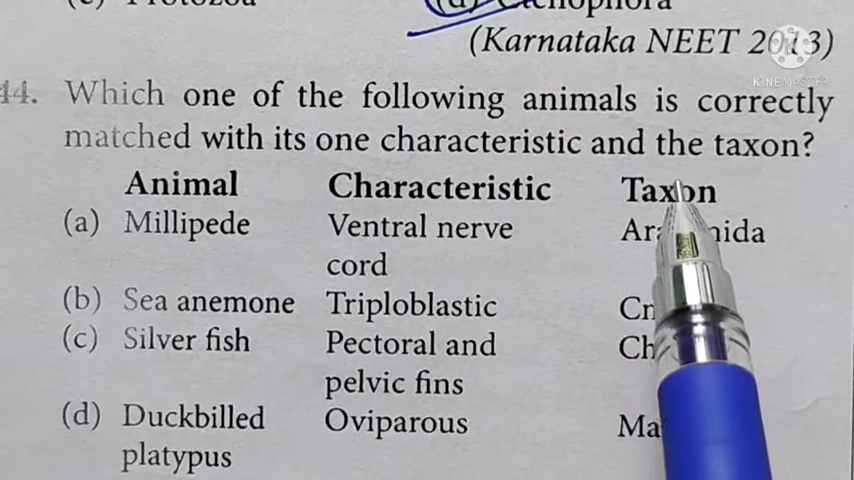 (Karnataka NEET 2013)
KINEMASTER
44. Which one of the following animals is correctly
matched with its one characteristic and the taxon?
Animal Characteristic Taxon
(a) Millipede Ventral nerve
cord
(b) Sea anemone Triploblastic
(c) Silver fish Pectoral and
pelvic fins
(d) Duckbilled Oviparous
platypus